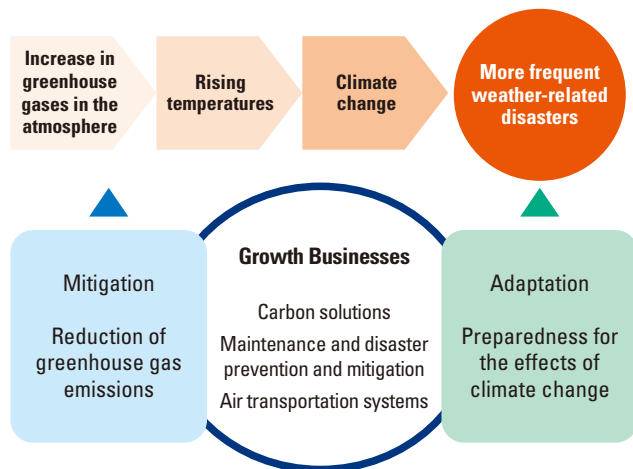 Increase in
greenhouse
gases in the
atmosphere
Rising
temperatures
Climate
change
More frequent
weather-related
disasters
Mitigation
Reduction of
greenhouse gas
emissions
Growth Businesses
Carbon solutions
Maintenance and disaster
prevention and mitigation
Air transportation systems
Adaptation
Preparedness for
the effects of
climate change